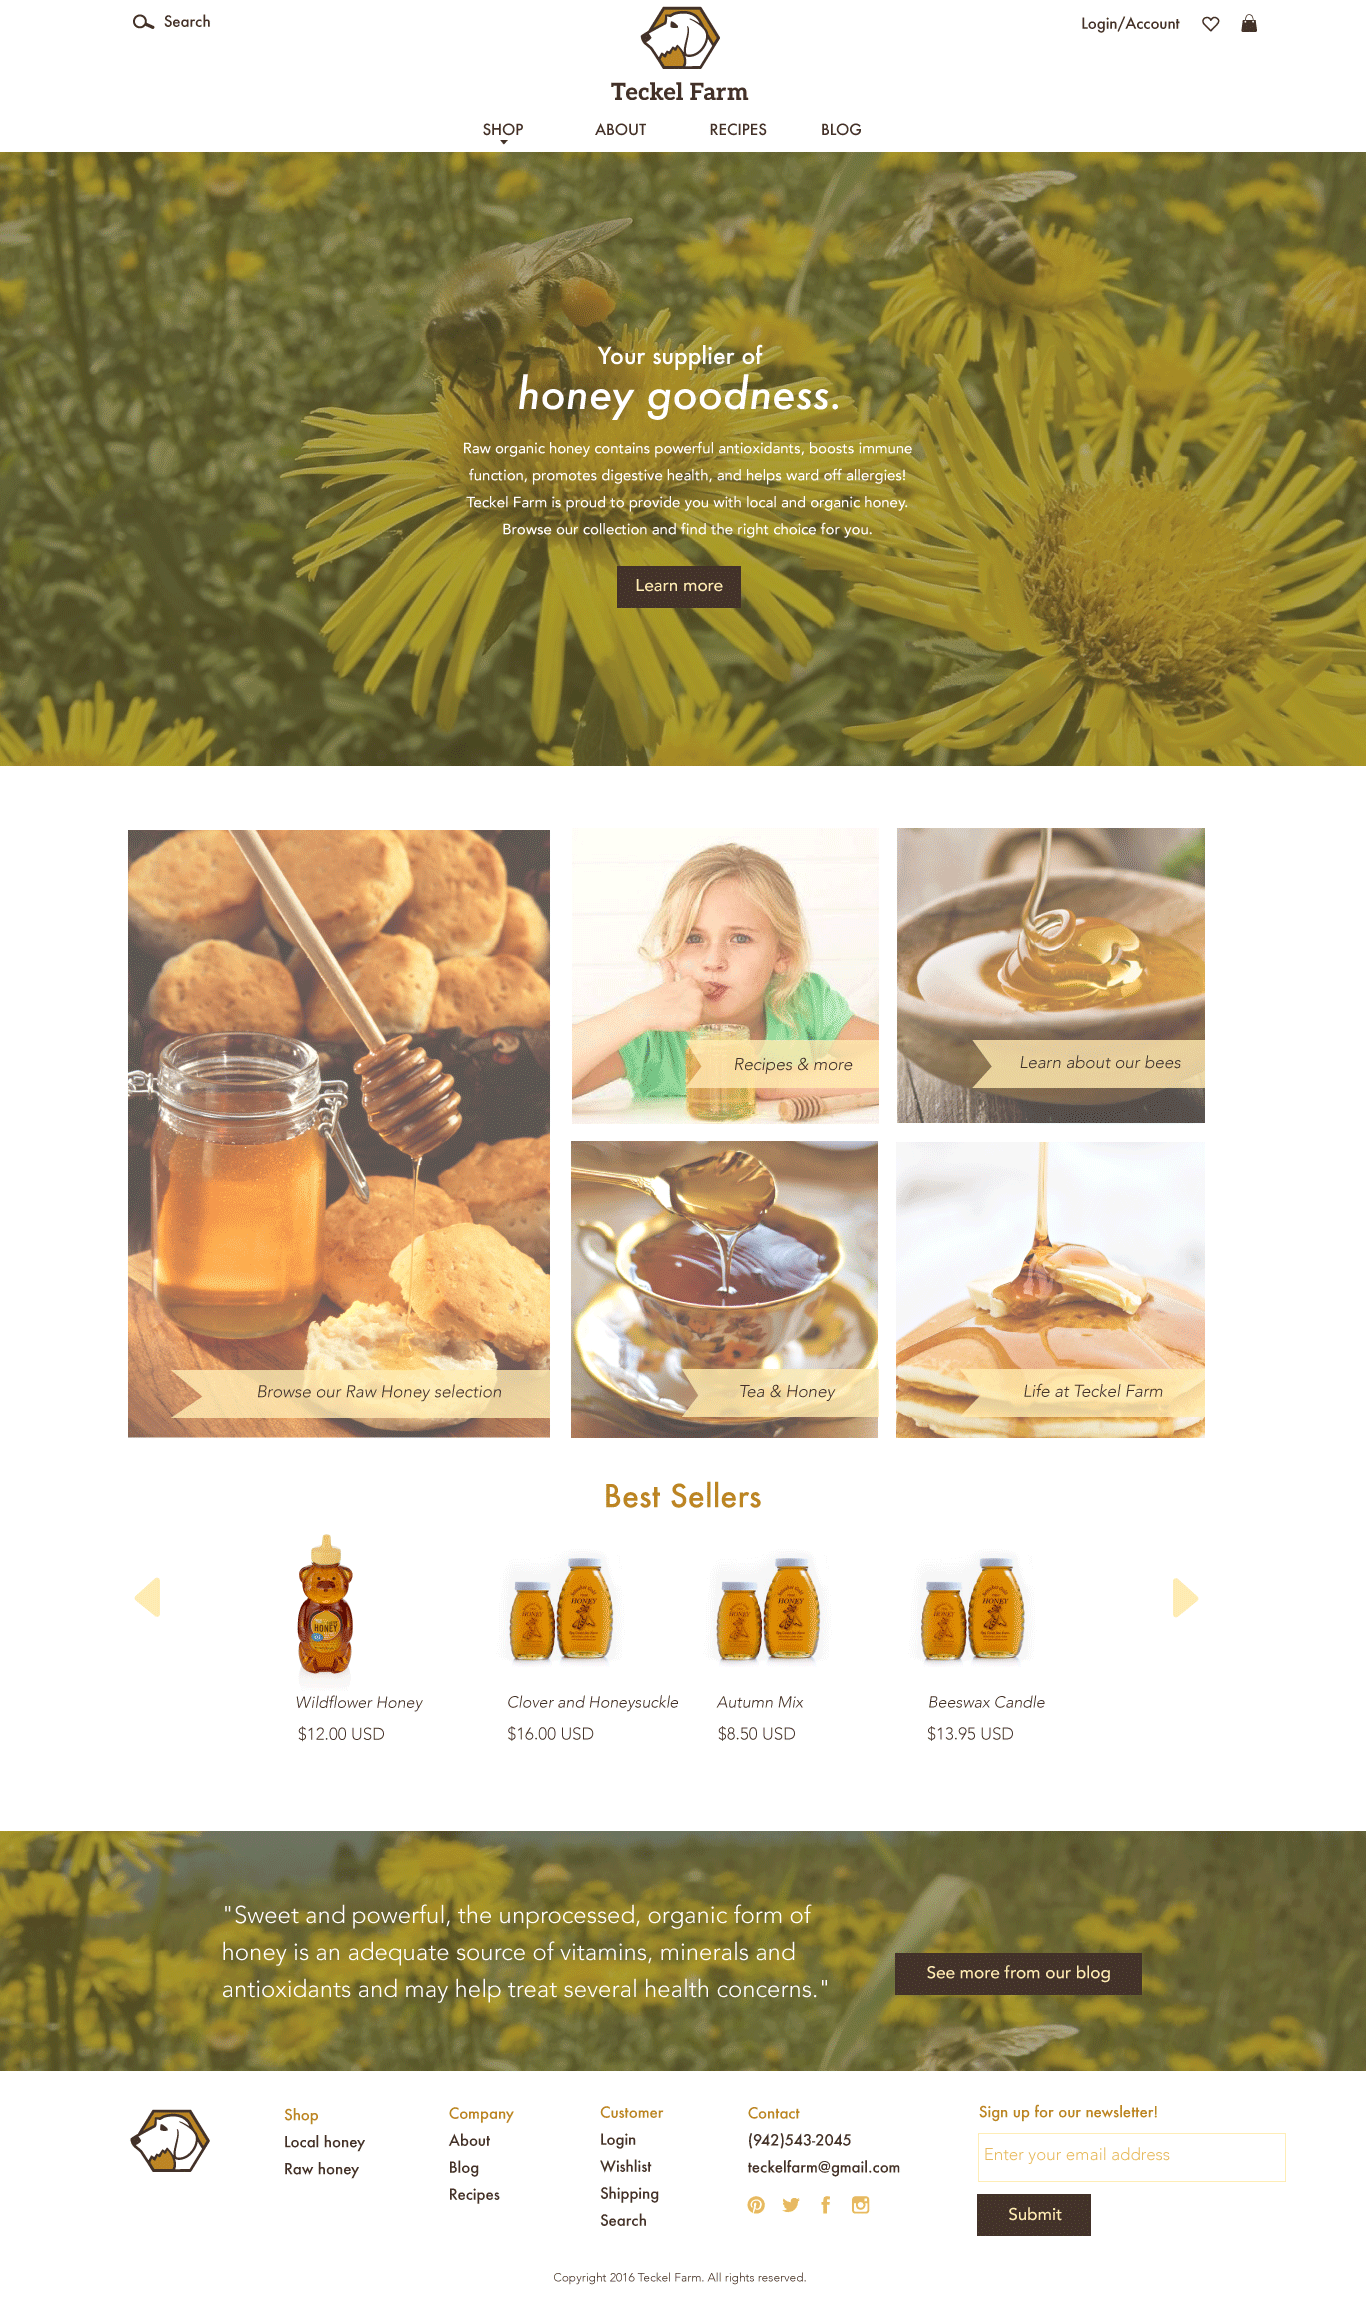 Search
Login/Account
Teckel Farm
SHOP
ABOUT
RECIPES
BLOG
Your supplier of
honey goodness.
Raw organic honey contains powerful antioxidants, boosts immune
function, promotes digestive health, and helps ward off allergies!
Teckel Farm is proud to provide you with local and organic honey.
Browse our collection and find the right choice for you.
Learn more
Recipes & more
Learn about our bees
Browse our Raw Honey selection
Tea & Honey
Life at Teckel Farm
Best Sellers
HONEY
HONEY
HONEY
HONEY
HONEY
HONEY
HONEY
Wildflower Honey
$12.00 USD
Clover and Honeysuckle
$16.00 USD
Autumn Mix
$8.50 USD
Beeswax Candle
$13.95 USD
"Sweet and powerful, the unprocessed, organic form of
honey is an adequate source of vitamins, minerals and
antioxidants and may help treat several health concerns."
See more from our blog
Shop
Local honey
Raw honey
Company
About
Blog
Recipes
Customer
Login
Wishlist
Shipping
Search
Contact
(942)543-2045
teckelfarm@gmail.com
Sign up for our newsletter!
Enter your email address
Submit
Copyright 2016 Teckel Farm. All rights reserved.